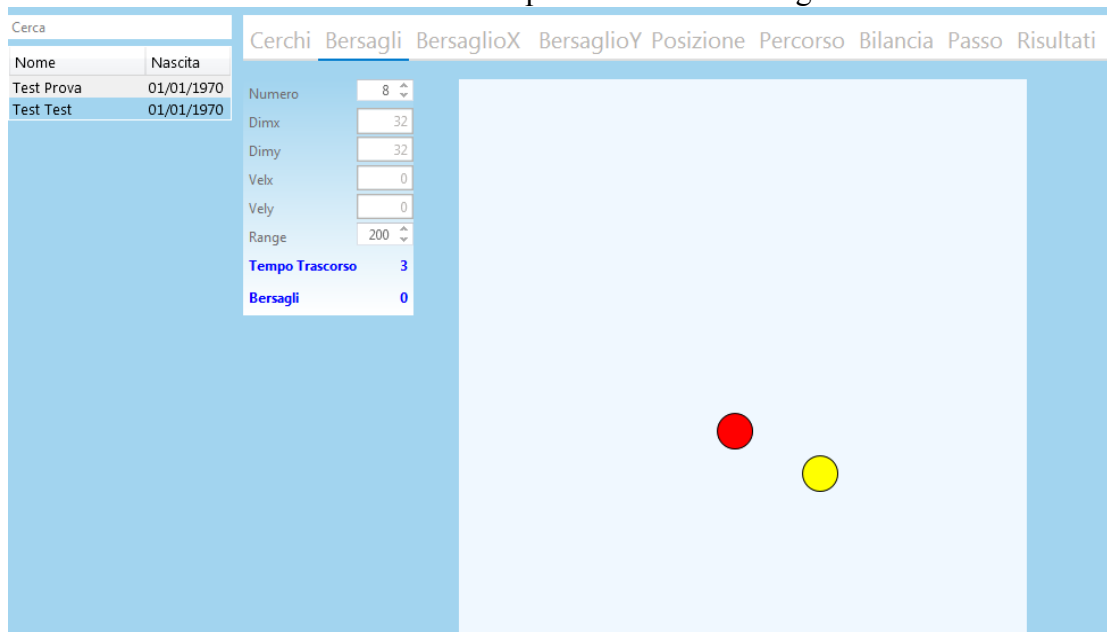 Cerca
Nome Nascita
Test Prova 01/01/1970
Test Test 01/01/1970
Cerchi Bersagli BersaglioX BersaglioY Posizione Percorso Bilancia Passo Risultati
Numero 8
Dimx 32
Dimy 32
Velx 0
Vely 0
Range 200
Tempo Trascorso 3
Bersagli 0